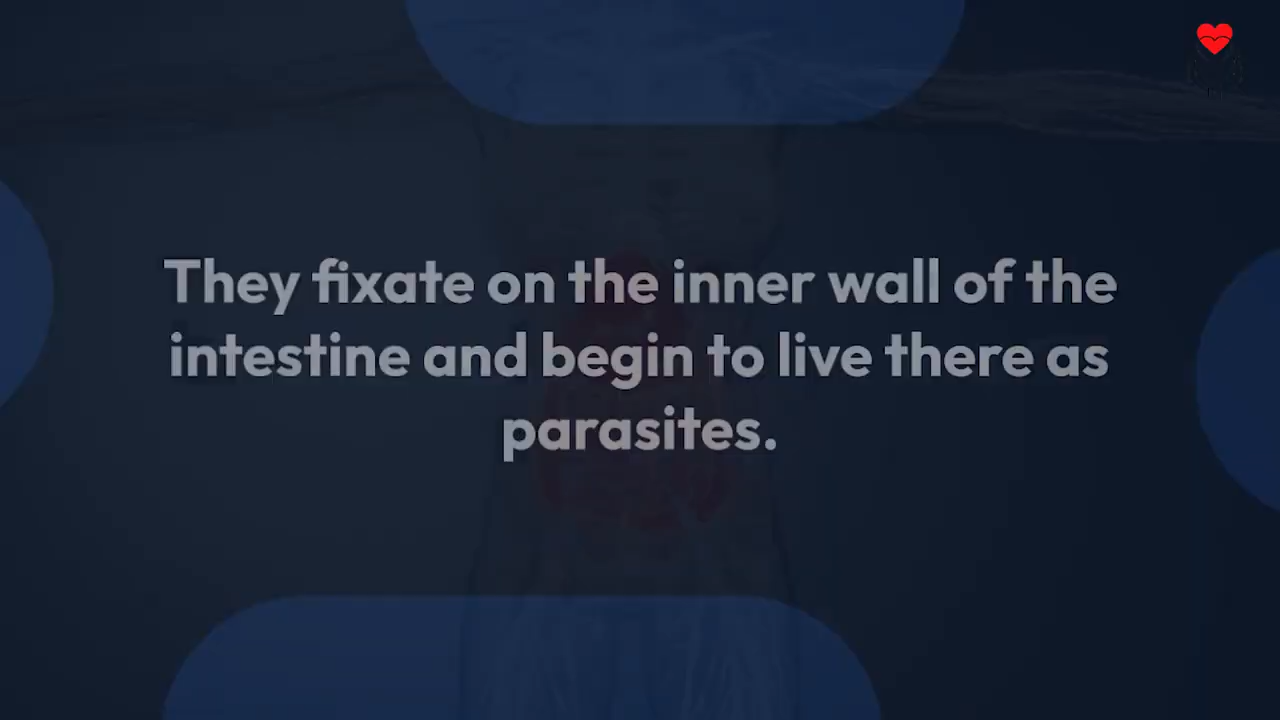 They fixate on the inner wall of the
intestine and begin to live there as
parasites.